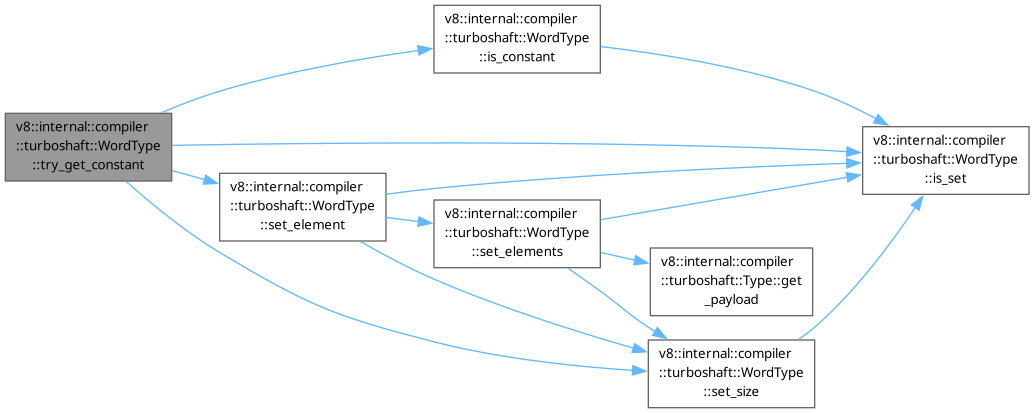 v8::internal::compiler
::turboshaft::WordType
::is_constant
v8::internal::compiler
::turboshaft::WordType
::try_get_constant
v8::internal::compiler
::turboshaft::WordType
::is_set
v8::internal::compiler
::turboshaft::WordType
::set_element
v8::internal::compiler
::turboshaft::WordType
::set_elements
v8::internal::compiler
::turboshaft::Type::get
_payload
v8::internal::compiler
::turboshaft::WordType
::set_size